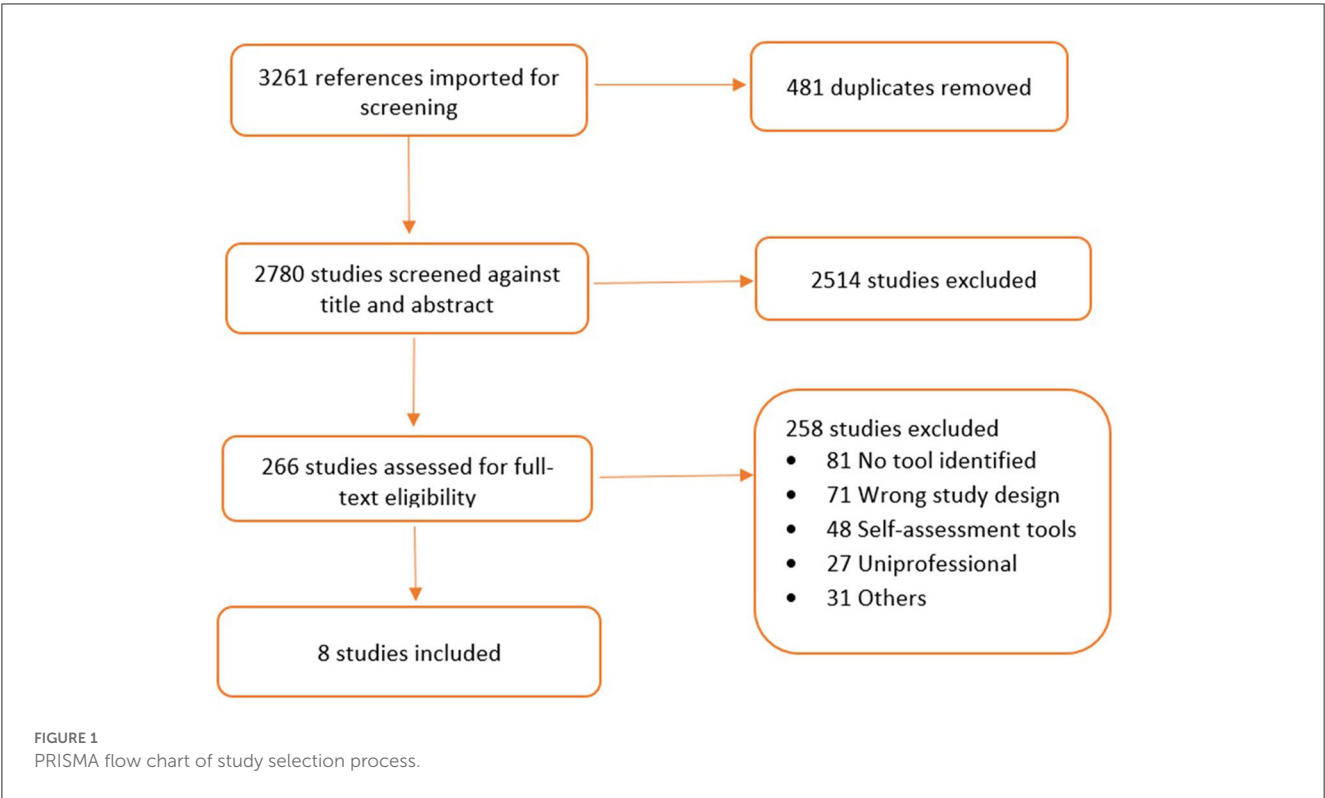 3261 references imported for
screening
481 duplicates removed
2780 studies screened against
title and abstract
2514 studies excluded
266 studies assessed for full-
text eligibility
258 studies excluded
• 81 No tool identified
• 71 Wrong study design
• 48 Self-assessment tools
• 27 Uniprofessional
• 31 Others
8 studies included
FIGURE 1
PRISMA flow chart of study selection process.